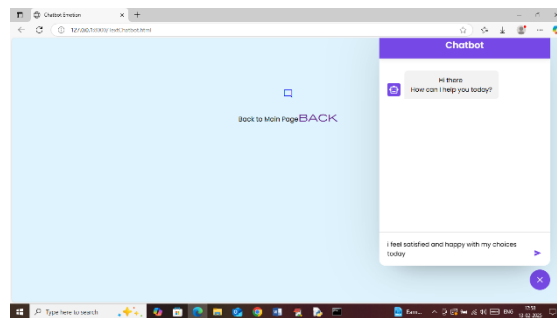 Chatbot Emotion
Chatbot
Hi there
How can I help you today?
Back to Main Page BACK
i feel satisfied and happy with my choices
today
Type here to search
ENG